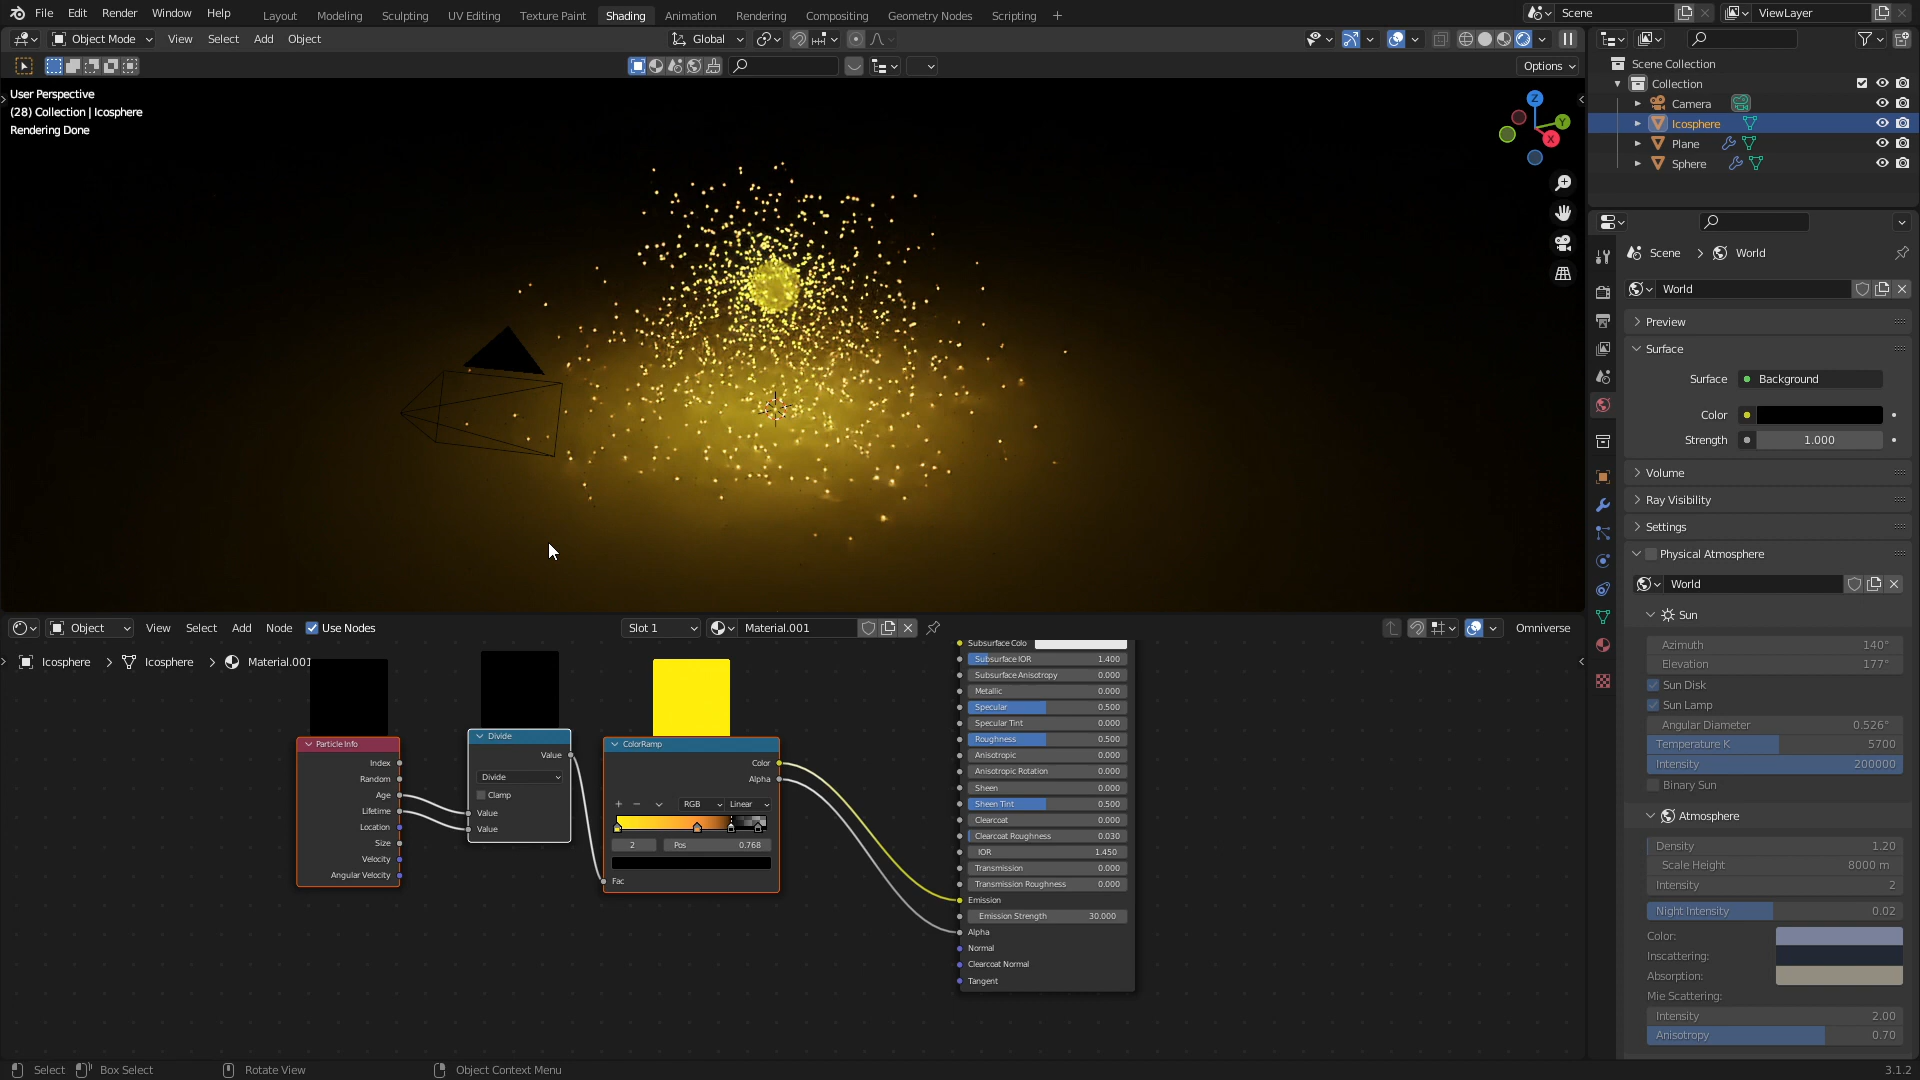 File Edit Render Window Help Layout Modeling Sculpting UV Editing Texture Paint Shading Animation Rendering Compositing Geometry Nodes Scripting + Scene ViewLayer
Object Mode View Select Add Object Global
Options
User Perspective
(28) Collection | Icosphere
Rendering Done
Z
Y
X
Scene Collection
Collection
Camera
Icosphere
Plane
Sphere
Scene > World
World
Preview
Surface
Surface Background
Color
Strength 1.000
Volume
Ray Visibility
Settings
Physical Atmosphere
World
Sun
Azimuth 140°
Elevation 177°
Sun Disk
Sun Lamp
Angular Diameter 0.526°
Temperature K 5700
Intensity 200000
Binary Sun
Atmosphere
Density 1.20
Scale Height 8000 m
Intensity 2
Night Intensity 0.02
Color:
Inscattering:
Absorption:
Mie Scattering:
Intensity 2.00
Anisotropy 0.70
Object View Select Add Node Use Nodes Slot 1 Material.001 Omniverse
Icosphere > Icosphere > Material.001
Particle Info
Index
Random
Age
Lifetime
Location
Size
Velocity
Angular Velocity
Divide
Value
Divide
Clamp
Value
Value
ColorRamp
Color
Alpha
+ − RGB Linear
2 Pos 0.768
Fac
Subsurface Colo
Subsurface IOR 1.400
Subsurface Anisotropy 0.000
Metallic 0.000
Specular 0.500
Specular Tint 0.000
Roughness 0.500
Anisotropic 0.000
Anisotropic Rotation 0.000
Sheen 0.000
Sheen Tint 0.500
Clearcoat 0.000
Clearcoat Roughness 0.030
IOR 1.450
Transmission 0.000
Transmission Roughness 0.000
Emission
Emission Strength 30.000
Alpha
Normal
Clearcoat Normal
Tangent
Select Box Select Rotate View Object Context Menu 3.1.2